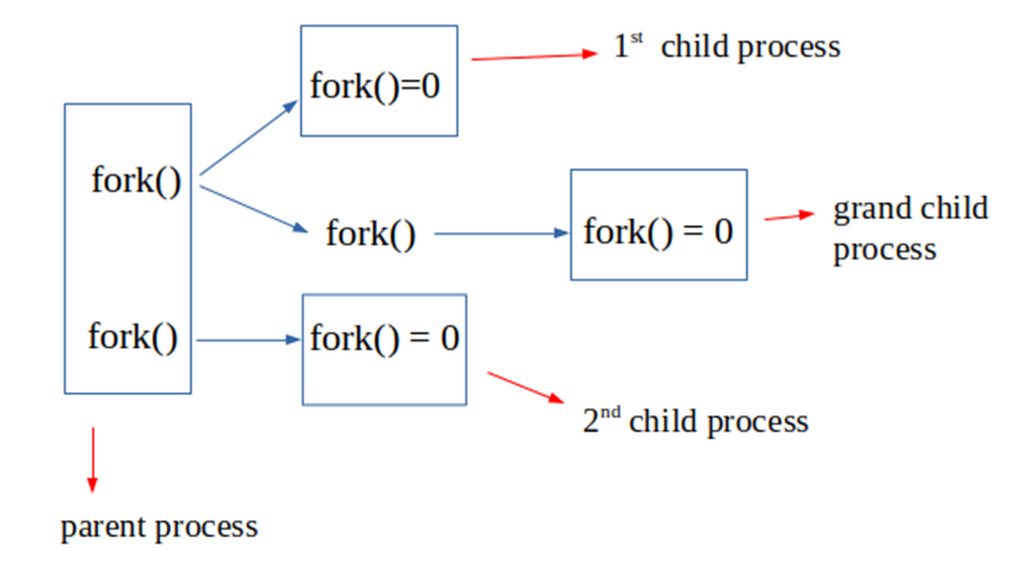 fork()=0
1st child process
fork()
fork()
fork() = 0
grand child
process
fork()
fork() = 0
2nd child process
parent process